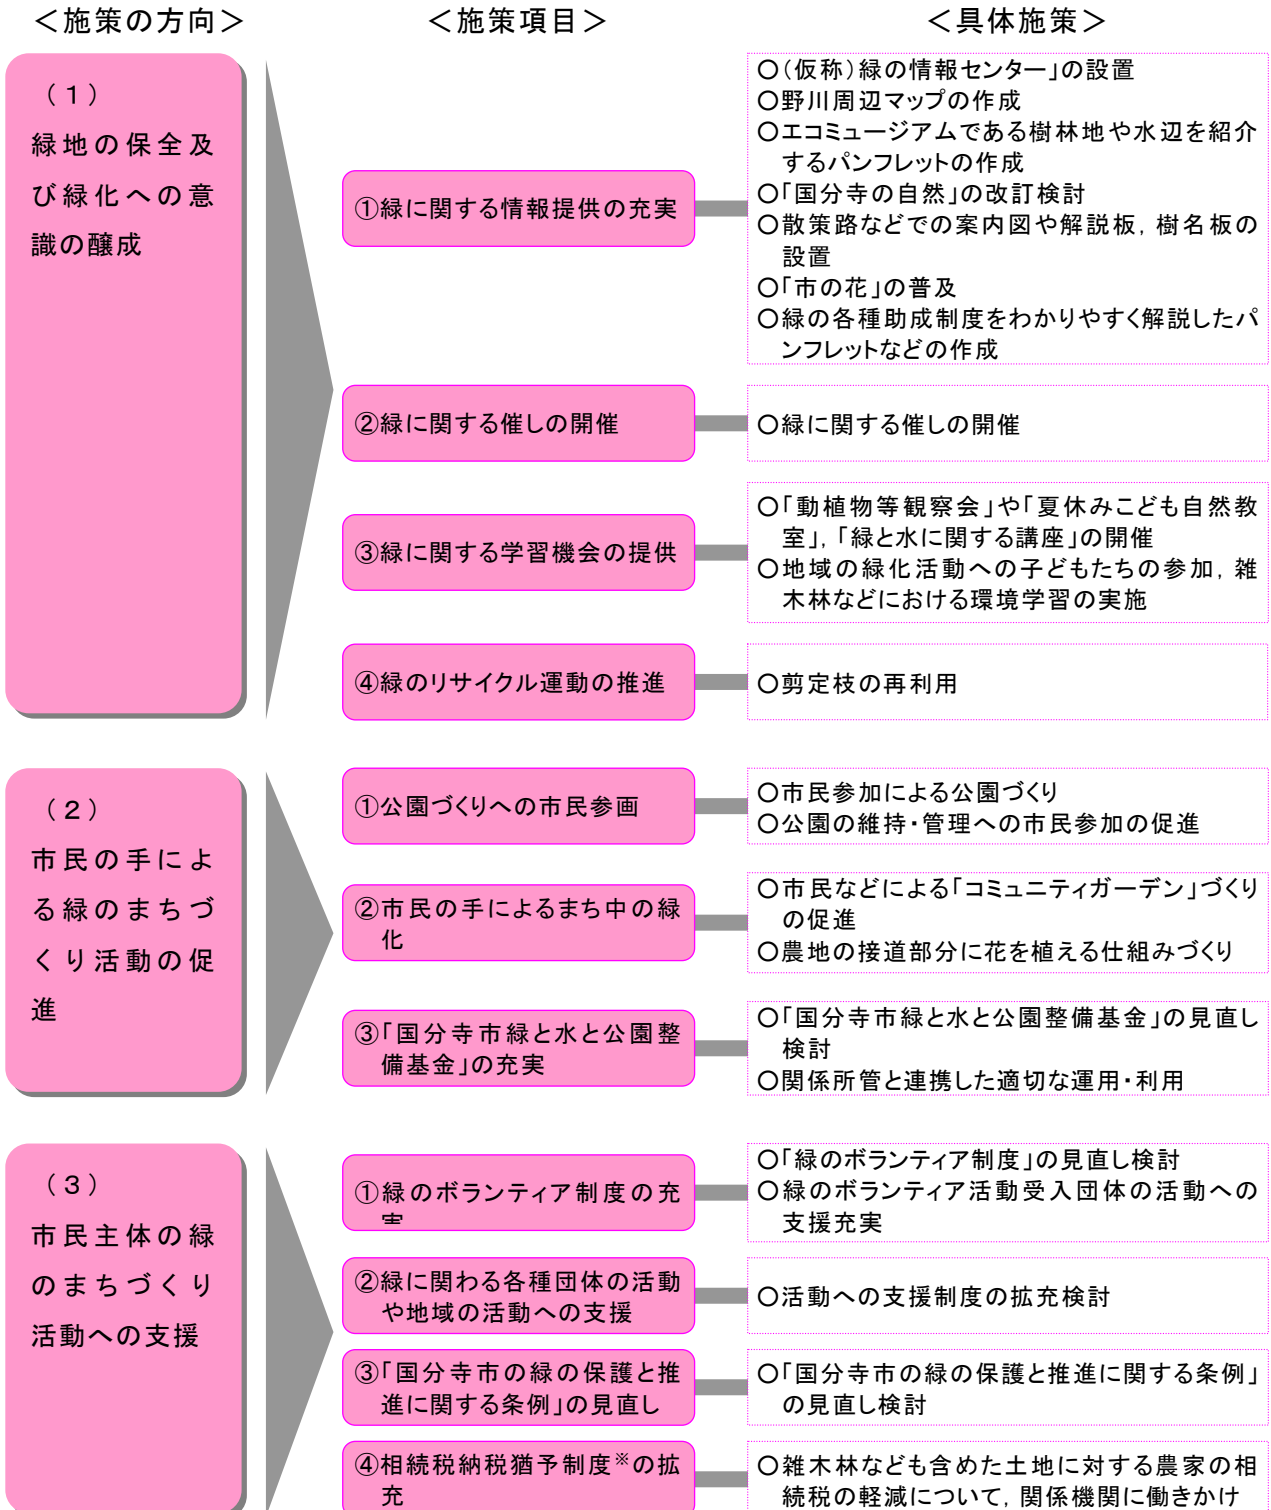 ＜施策の方向＞
＜施策項目＞
＜具体施策＞
（１）
緑地の保全及
び緑化への意
識の醸成
①緑に関する情報提供の充実
〇（仮称）緑の情報センター」の設置
〇野川周辺マップの作成
〇エコミュージアムである樹林地や水辺を紹介
するパンフレットの作成
〇「国分寺の自然」の改訂検討
〇散策路などでの案内図や解説板，樹名板の
設置
〇「市の花」の普及
〇緑の各種助成制度をわかりやすく解説したパ
ンフレットなどの作成
②緑に関する催しの開催
〇緑に関する催しの開催
③緑に関する学習機会の提供
〇「動植物等観察会」や「夏休みこども自然教
室」，「緑と水に関する講座」の開催
〇地域の緑化活動への子どもたちの参加，雑
木林などにおける環境学習の実施
④緑のリサイクル運動の推進
〇剪定枝の再利用
（２）
市民の手によ
る緑のまちづ
くり活動の促
進
①公園づくりへの市民参画
〇市民参加による公園づくり
〇公園の維持・管理への市民参加の促進
②市民の手によるまち中の緑
化
〇市民などによる「コミュニティガーデン」づくり
の促進
〇農地の接道部分に花を植える仕組みづくり
③「国分寺市緑と水と公園整
備基金」の充実
〇「国分寺市緑と水と公園整備基金」の見直し
検討
〇関係所管と連携した適切な運用・利用
（３）
市民主体の緑
のまちづくり
活動への支援
①緑のボランティア制度の充
実
〇「緑のボランティア制度」の見直し検討
〇緑のボランティア活動受入団体の活動への
支援充実
②緑に関わる各種団体の活動
や地域の活動への支援
〇活動への支援制度の拡充検討
③「国分寺市の緑の保護と推
進に関する条例」の見直し
〇「国分寺市の緑の保護と推進に関する条例」
の見直し検討
④相続税納税猶予制度※の拡
充
〇雑木林なども含めた土地に対する農家の相
続税の軽減について，関係機関に働きかけ